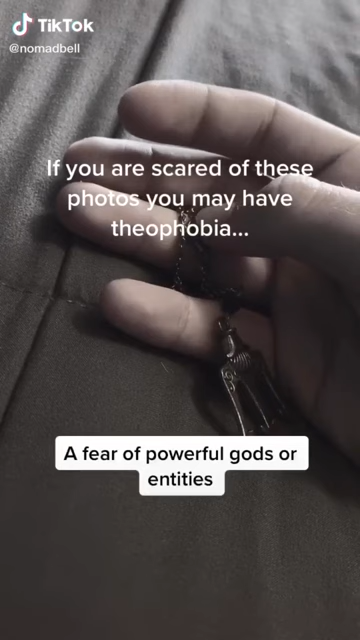 TikTok
@nomadbell
If you are scared of these
photos you may have
theophobia...
A fear of powerful gods or
entities